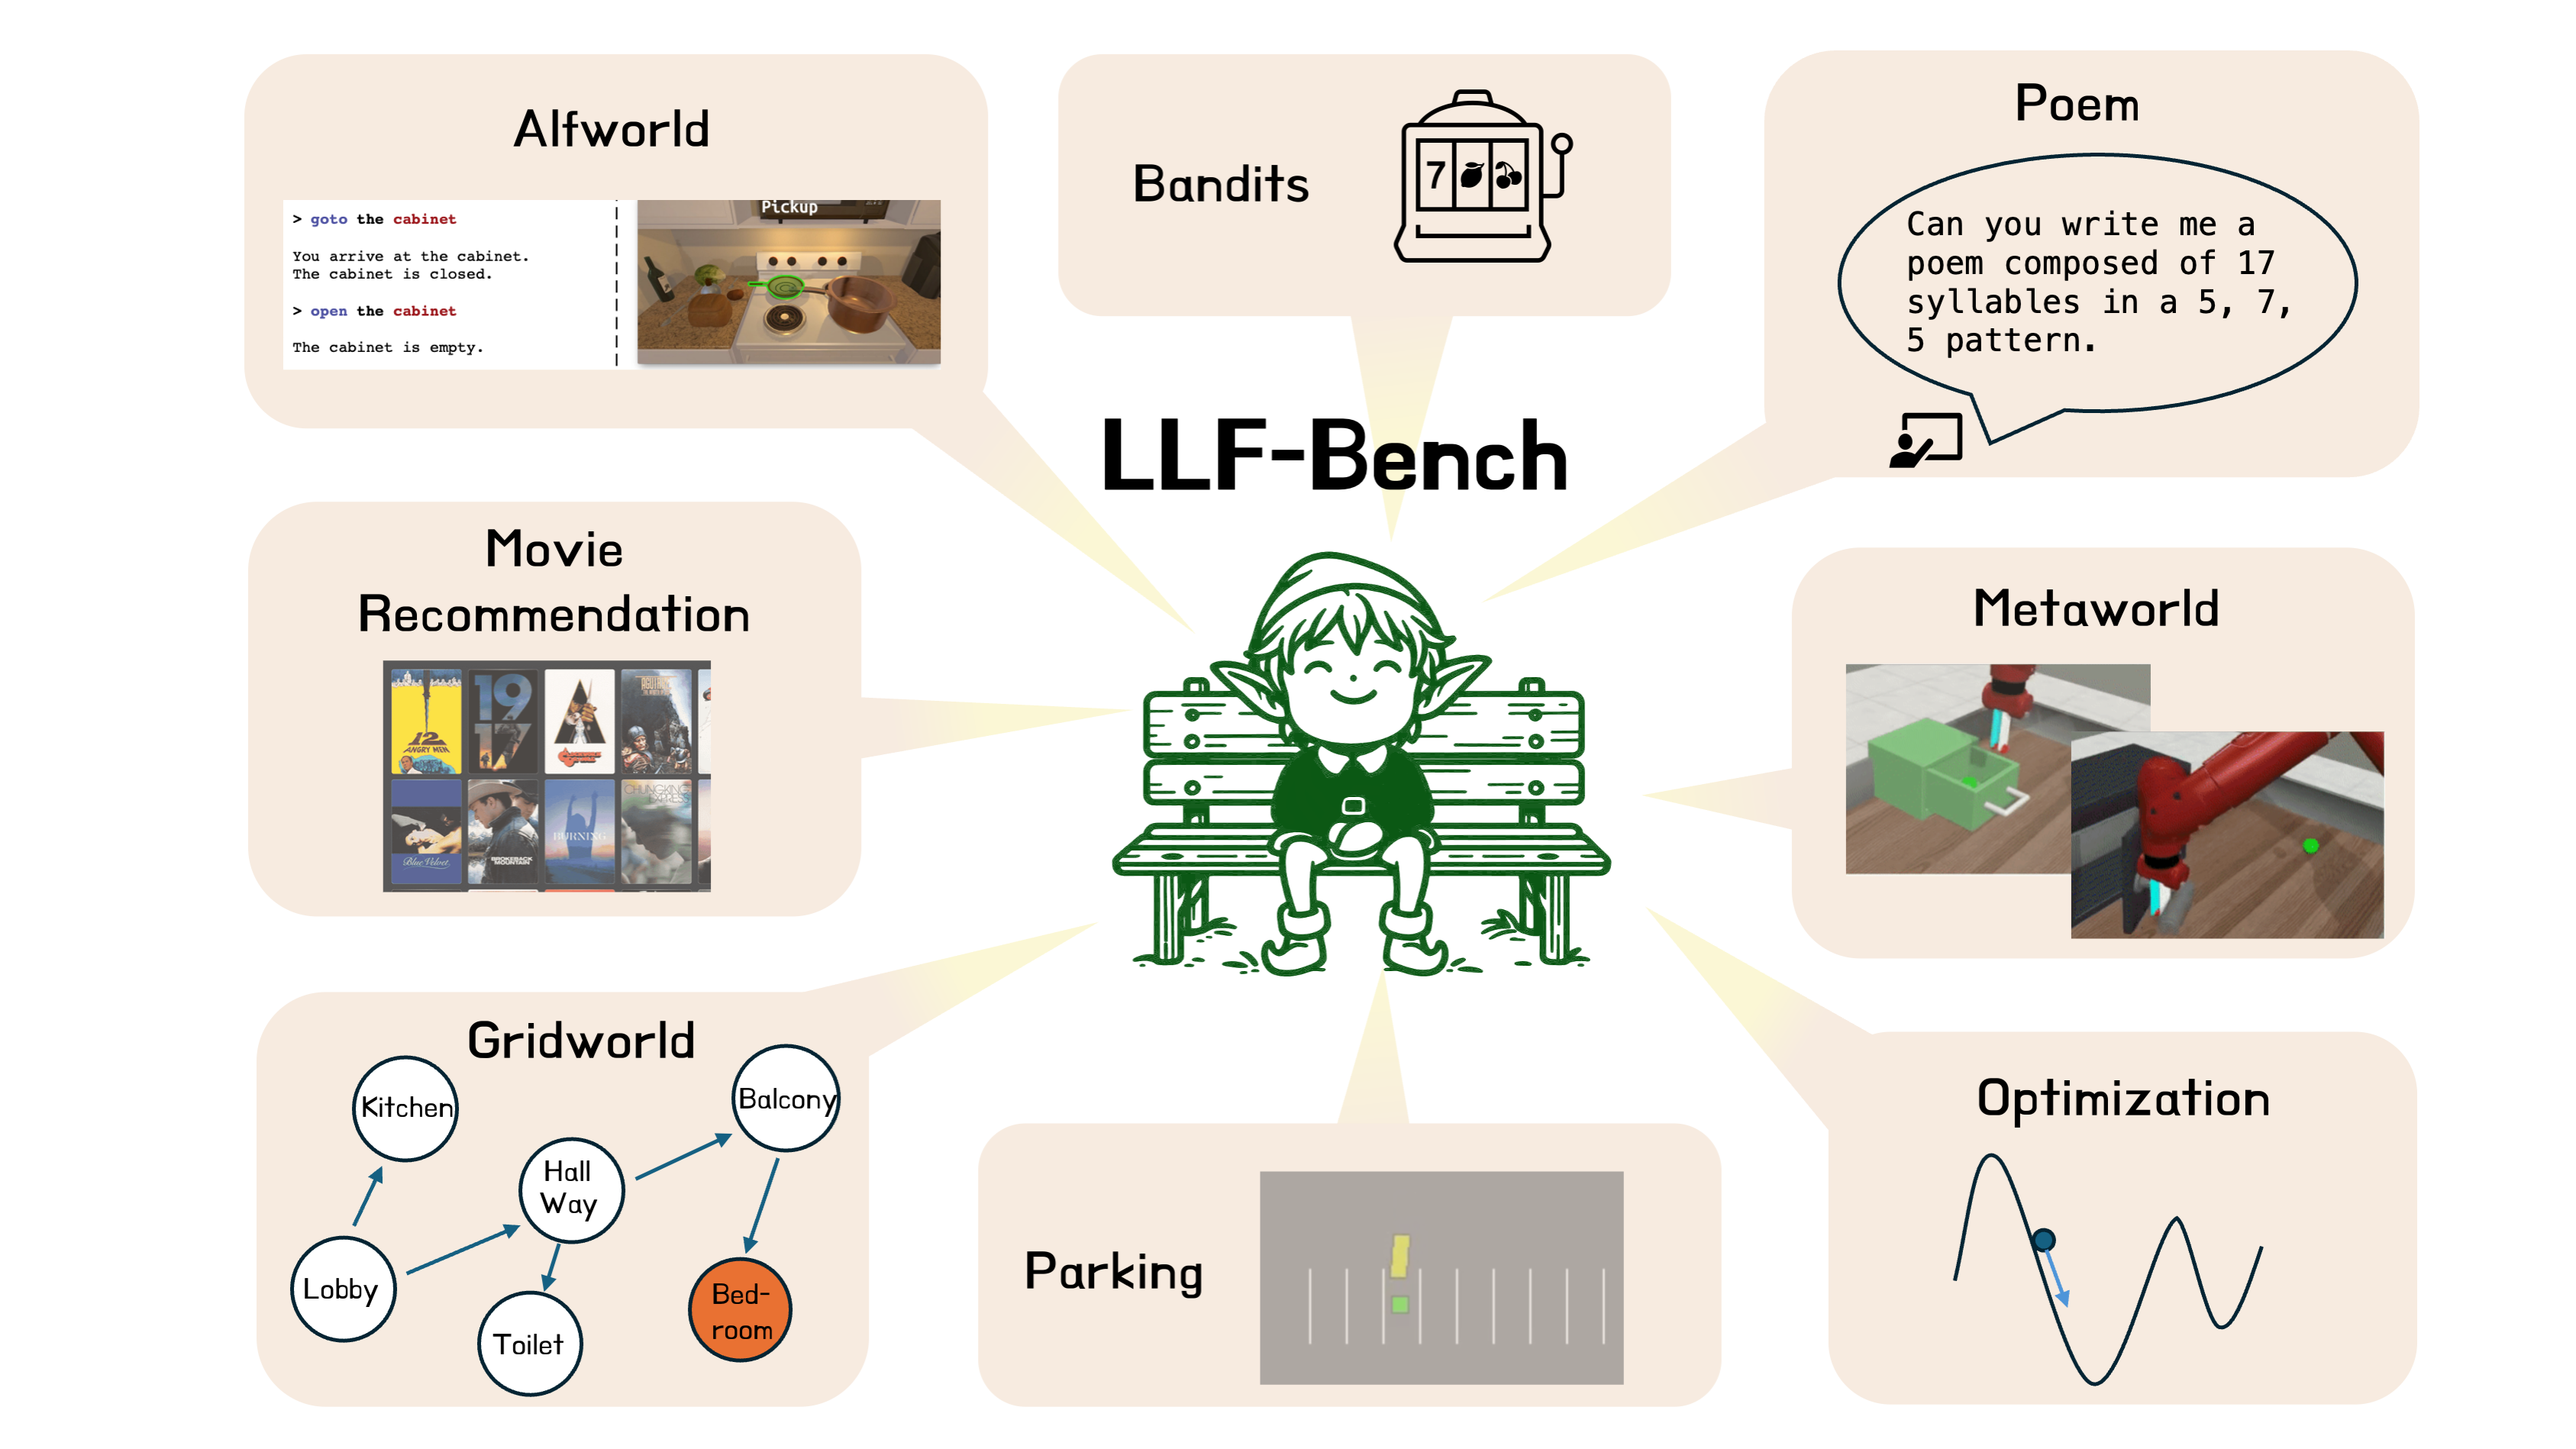 Alfworld
> goto the cabinet
You arrive at the cabinet.
The cabinet is closed.
> open the cabinet
The cabinet is empty.
Pickup
Bandits
7
Poem
Can you write me a
poem composed of 17
syllables in a 5, 7,
5 pattern.
LLF-Bench
Movie
Recommendation
12
ANGRY MEN
19
17
Blue Velvet
BROKEBACK
MOUNTAIN
BURNING
CHUNGKING
EXPRESS
Metaworld
Gridworld
Kitchen
Balcony
Hall
Way
Lobby
Toilet
Bed-
room
Parking
Optimization